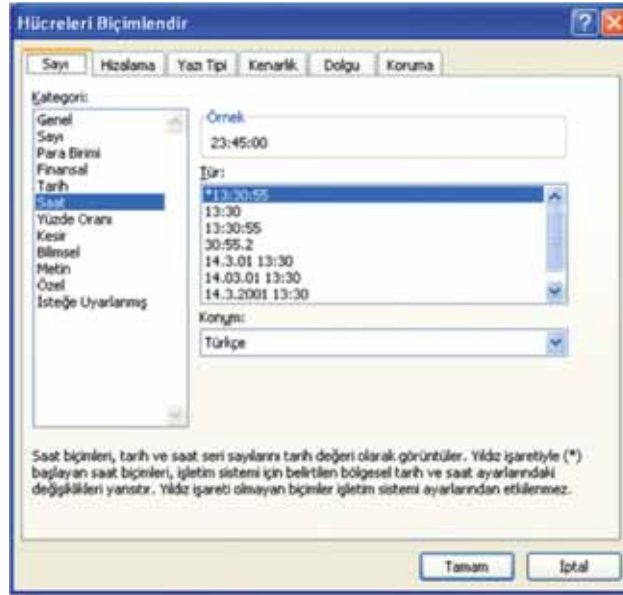 Hücreleri Biçimlendir
Sayı Hizalama Yazı Tipi Kenarlık Dolgu Koruma
Kategori:
Genel
Sayı
Para Birimi
Finansal
Tarih
Saat
Yüzde Oranı
Kesir
Bilimsel
Metin
Özel
İsteğe Uyarlanmış
Örnek
23:45:00
Tür:
*13:30:55
13:30
13:30:55
30:55.2
14.3.01 13:30
14.03.01 13:30
14.3.2001 13:30
Konum:
Türkçe
Saat biçimleri, tarih ve saat seri sayılarını tarih değeri olarak görüntüler. Yıldız işaretiyle (*)
başlayan saat biçimleri, işletim sistemi için belirtilen bölgesel tarih ve saat ayarlarındaki
değişiklikleri yansıtır. Yıldız işareti olmayan biçimler işletim sistemi ayarlarından etkilenmez.
Tamam İptal